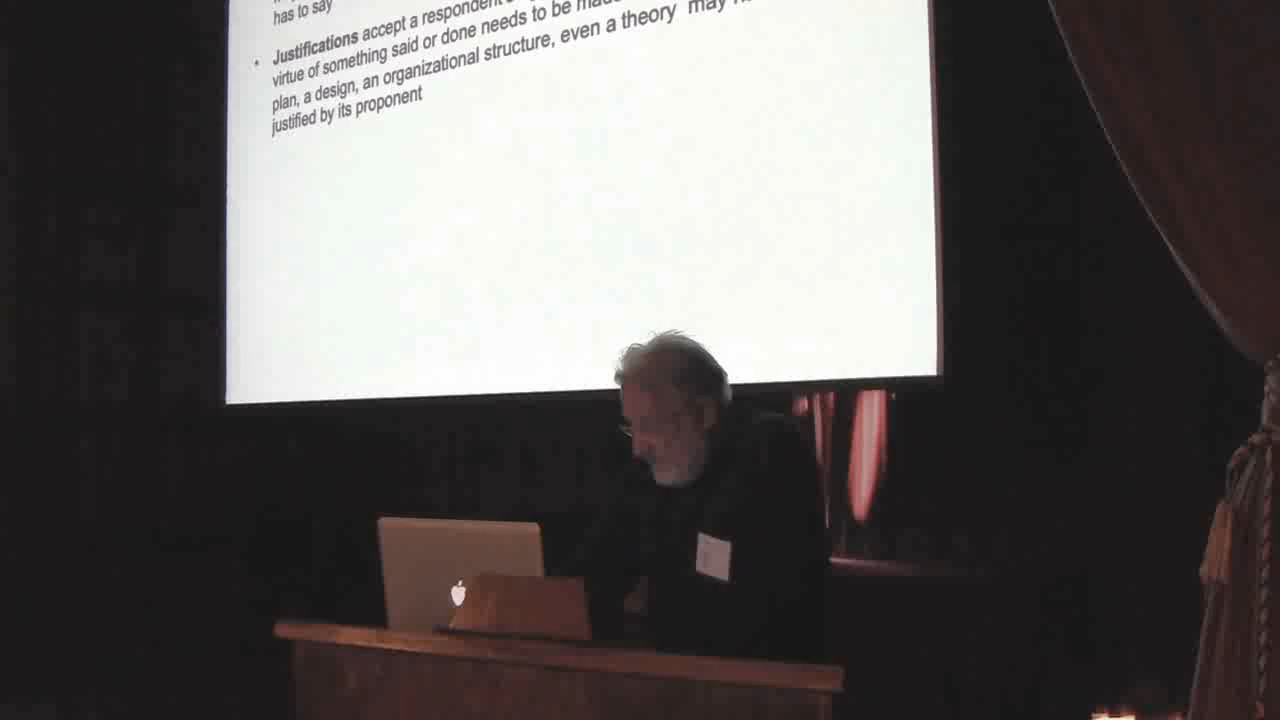 has to say
• Justifications accept a respondent's
virtue of something said or done needs to be made
plan, a design, an organizational structure, even a theory may
justified by its proponent